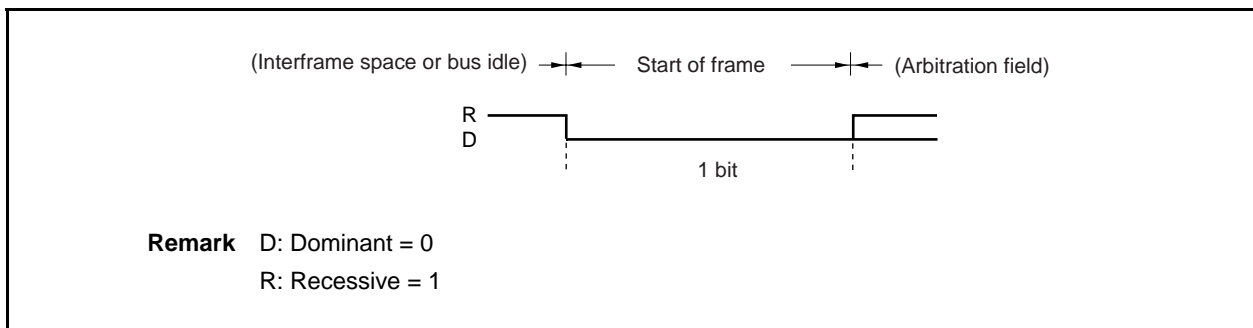 (Interframe space or bus idle) Start of frame (Arbitration field)
R
D
1 bit
Remark D: Dominant = 0
R: Recessive = 1